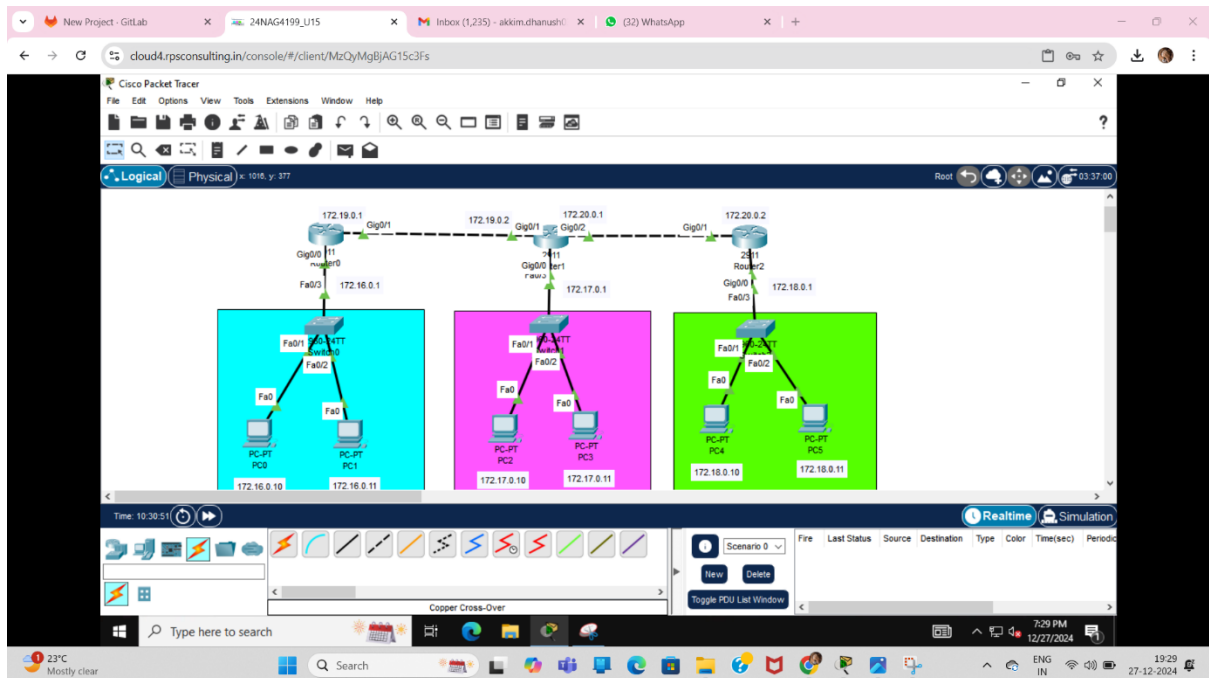 New Project · GitLab
24NAG4199_U15
Inbox (1,235) - akkim.dhanush0
(32) WhatsApp
cloud4.rpsconsulting.in/console/#/client/MzQyMgBjAG15c3Fs
Cisco Packet Tracer
File Edit Options View Tools Extensions Window Help
Logical Physical x: 1016, y: 377 Root 03:37:00
172.19.0.1 172.19.0.2 172.20.0.1 172.20.0.2
Gig0/1 Gig0/1 Gig0/2 Gig0/1
Gig0/0 Gig0/0 2911
Router2
Gig0/0
Fa0/3 172.16.0.1 172.17.0.1 172.18.0.1
Fa0/3
Fa0/1 Fa0/1 Fa0/1
Fa0/2 Fa0/2 Fa0/2
Fa0 Fa0 Fa0
Fa0 Fa0 Fa0
PC-PT PC-PT PC-PT PC-PT PC-PT PC-PT
PC0 PC1 PC2 PC3 PC4 PC5
172.16.0.10 172.16.0.11 172.17.0.10 172.17.0.11 172.18.0.10 172.18.0.11
Time: 10:30:51 Realtime Simulation
Scenario 0 Fire Last Status Source Destination Type Color Time(sec) Periodic
New Delete
Toggle PDU List Window
Copper Cross-Over
Type here to search 7:29 PM
12/27/2024
23°C
Mostly clear
Search
ENG
IN
19:29
27-12-2024